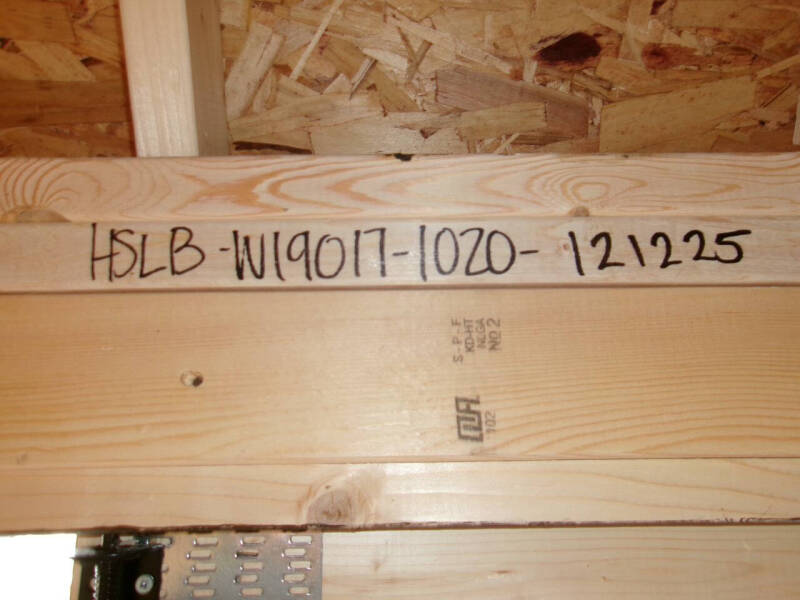 HSLB-W19017-1020-121225
S-P-F
KD-HT
NLGA
NO 2
102